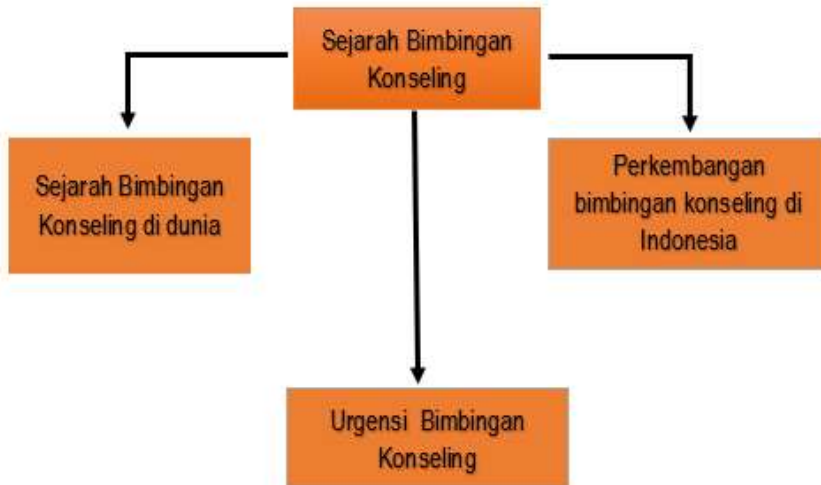 Sejarah Bimbingan
Konseling
Sejarah Bimbingan
Konseling di dunia
Perkembangan
bimbingan konseling di
Indonesia
Urgensi Bimbingan
Konseling